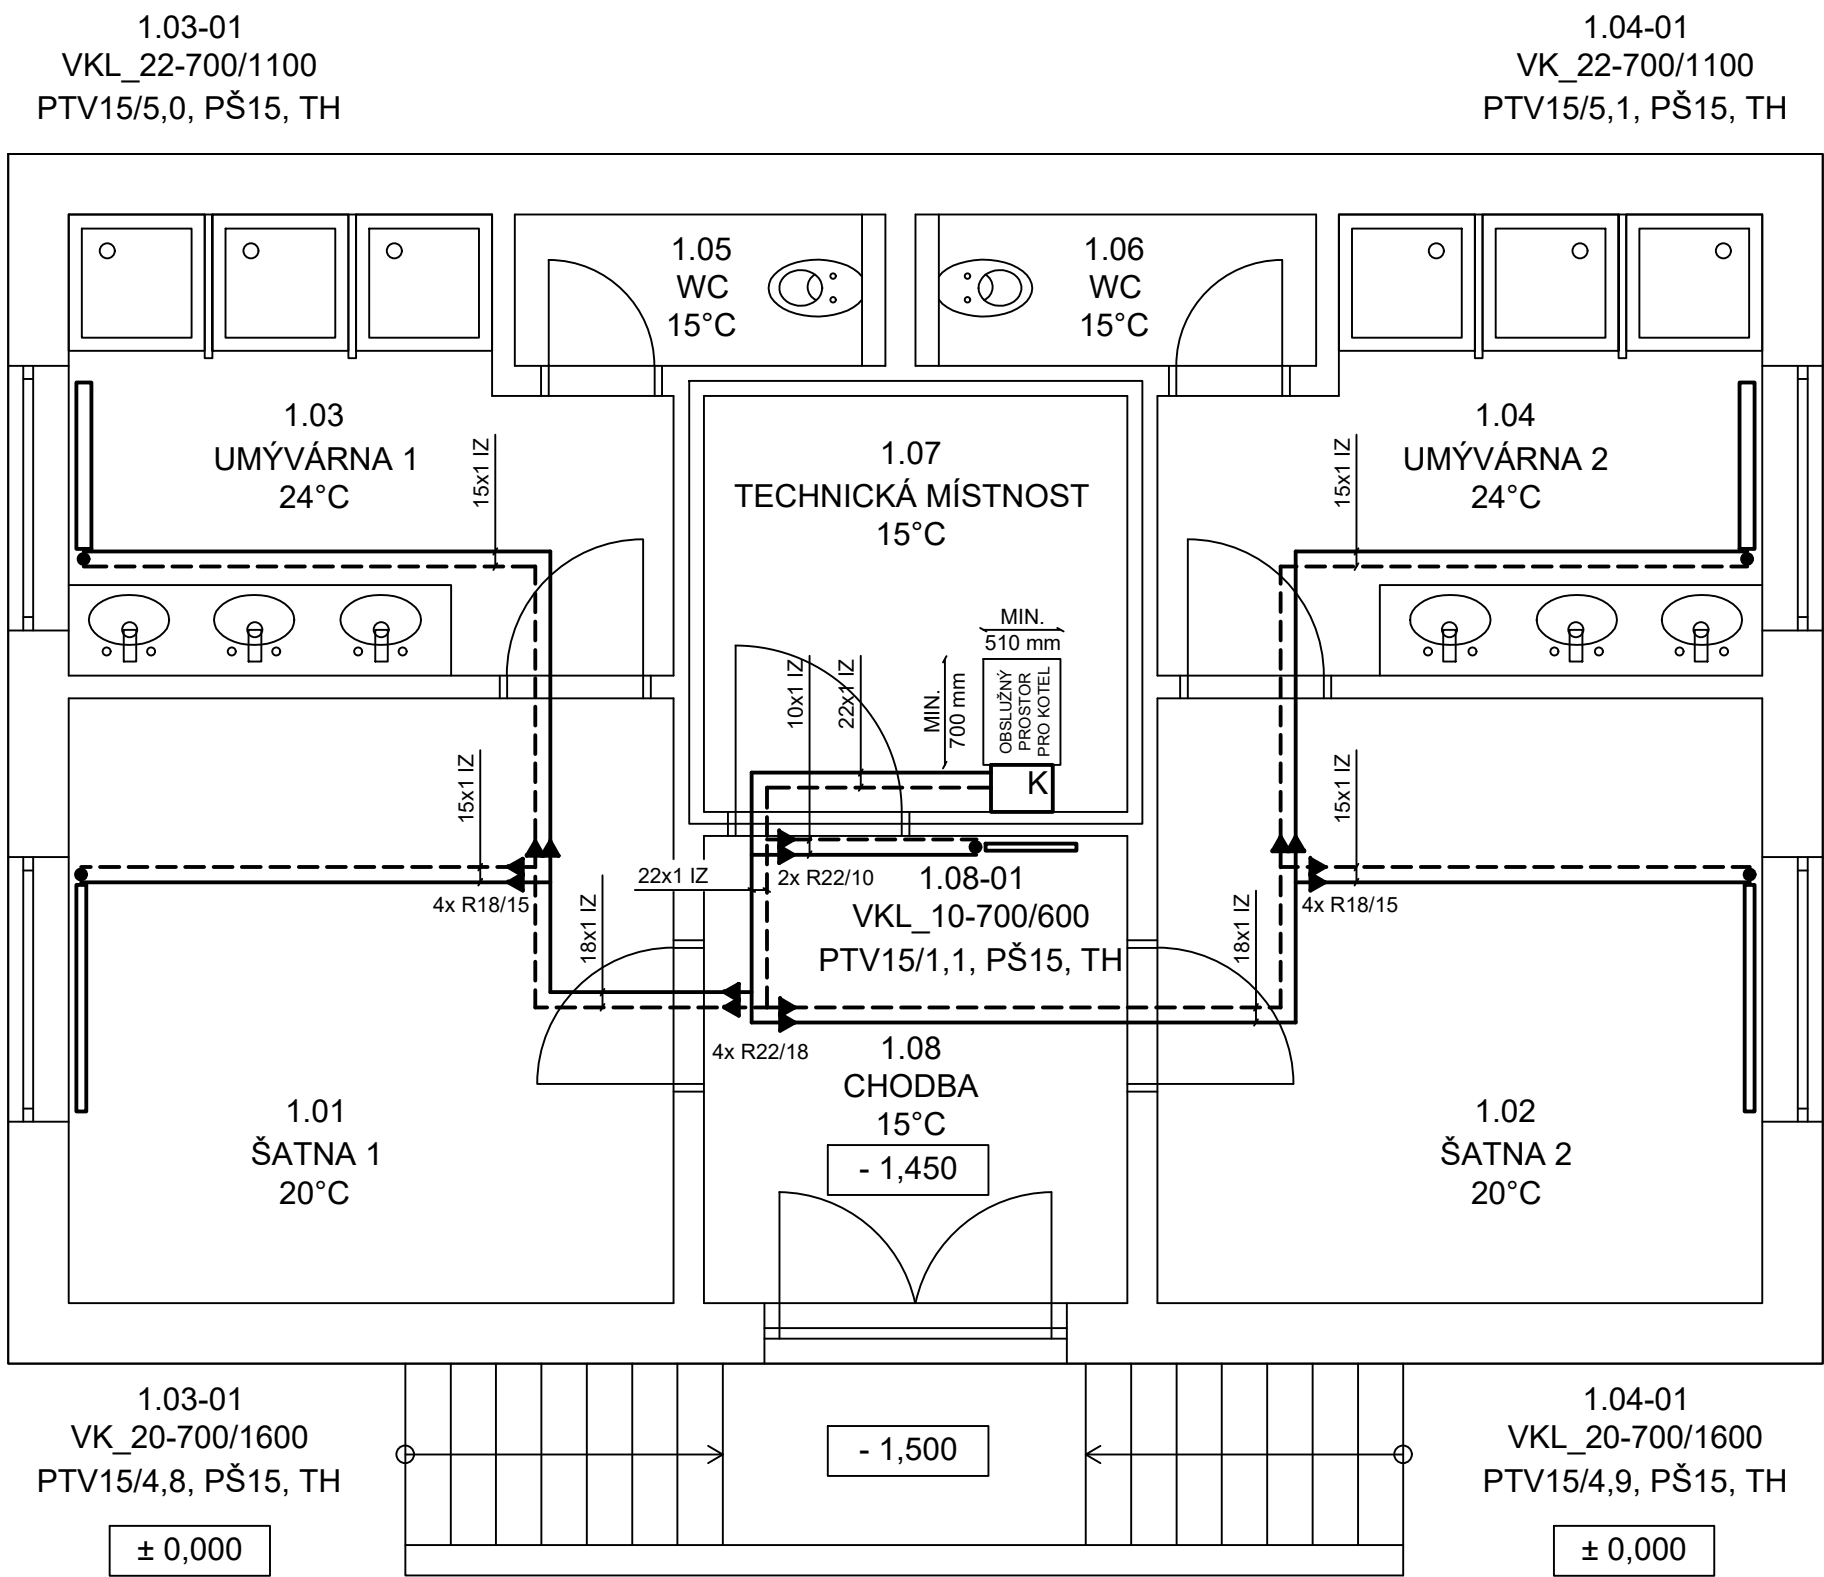 1.03-01
VKL_22-700/1100
PTV15/5,0, PŠ15, TH
1.04-01
VK_22-700/1100
PTV15/5,1, PŠ15, TH
1.05
WC
15°C
1.06
WC
15°C
1.03
UMÝVÁRNA 1
24°C
15x1 IZ
1.07
TECHNICKÁ MÍSTNOST
15°C
15x1 IZ
1.04
UMÝVÁRNA 2
24°C
MIN.
510 mm
10x1 IZ
22x1 IZ
MIN.
700 mm
OBSLUŽNÝ
PROSTOR
PRO KOTEL
K
15x1 IZ
15x1 IZ
4x R18/15
22x1 IZ
2x R22/10
1.08-01
VKL_10-700/600
PTV15/1,1, PŠ15, TH
4x R18/15
18x1 IZ
18x1 IZ
4x R22/18
1.08
CHODBA
15°C
- 1,450
1.01
ŠATNA 1
20°C
1.02
ŠATNA 2
20°C
1.03-01
VK_20-700/1600
PTV15/4,8, PŠ15, TH
± 0,000
- 1,500
1.04-01
VKL_20-700/1600
PTV15/4,9, PŠ15, TH
± 0,000